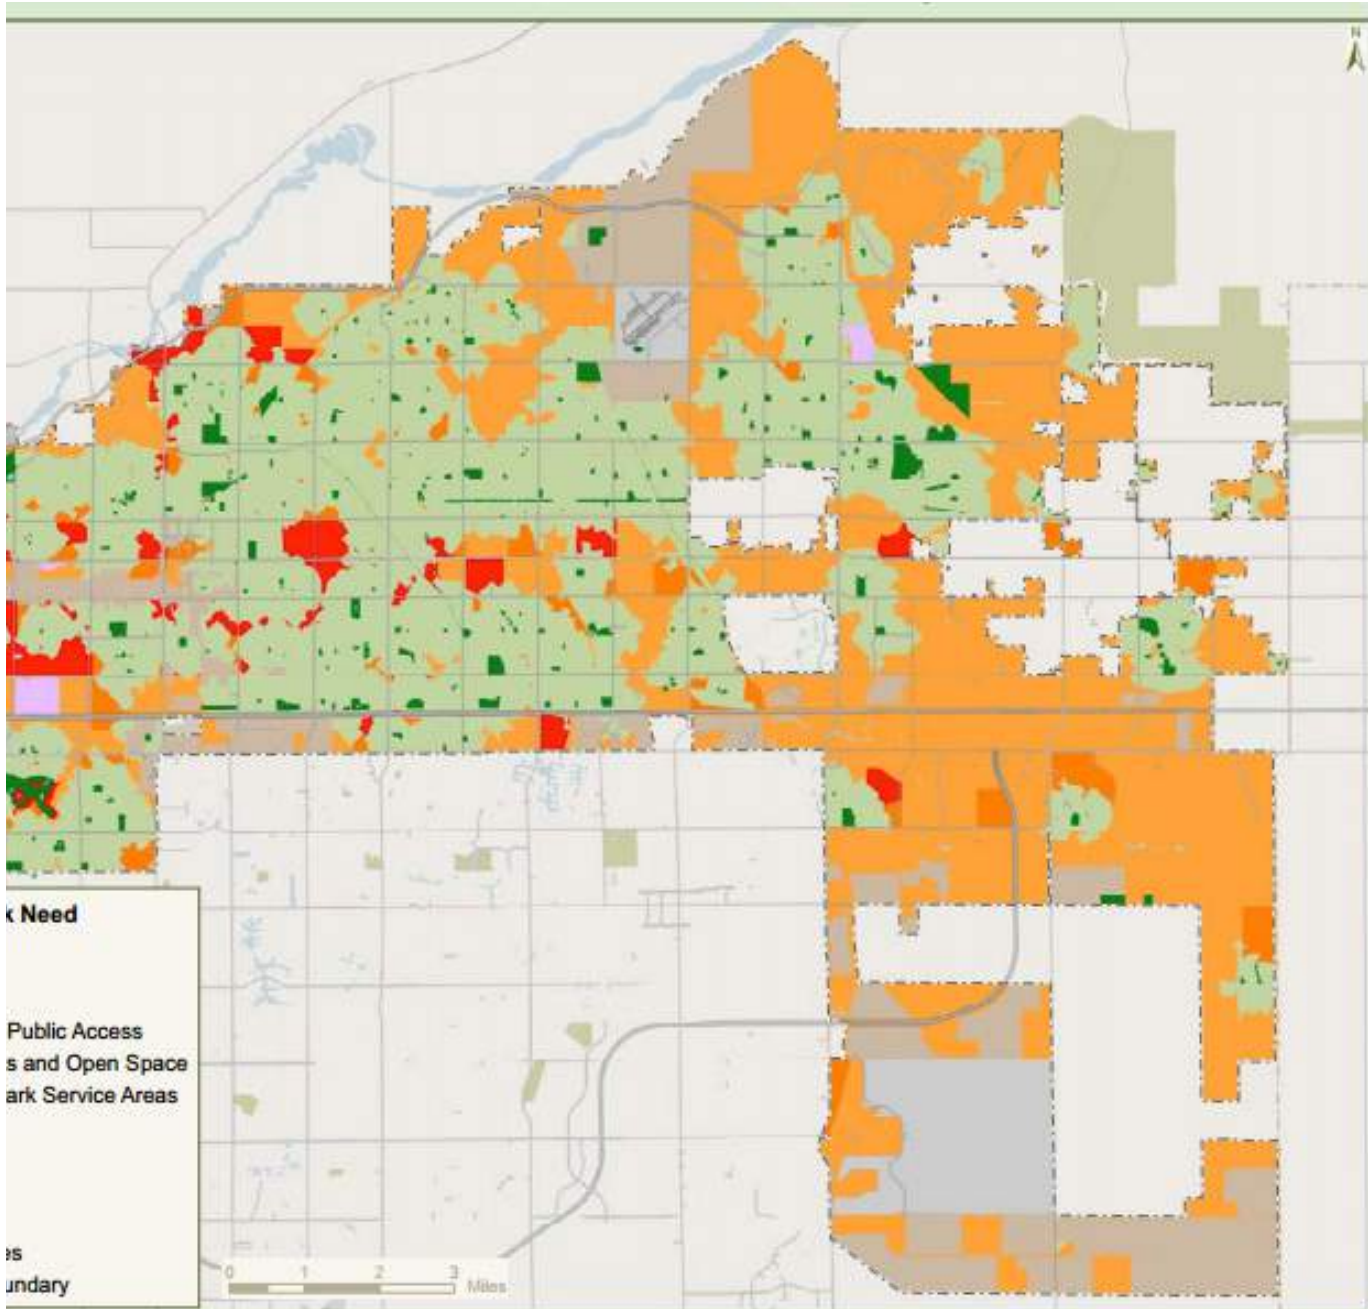 N
k Need
Public Access
s and Open Space
ark Service Areas
es
undary
0 1 2 3
Miles